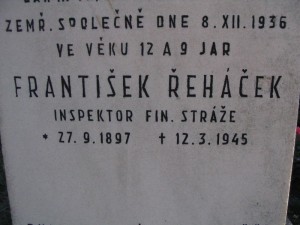 ZEMŘ. SPOLEČNĚ DNE 8. XII. 1936
VE VĚKU 12 A 9 JAR
FRANTIŠEK ŘEHÁČEK
INSPEKTOR FIN. STRÁŽE
* 27. 9. 1897 † 12. 3. 1945